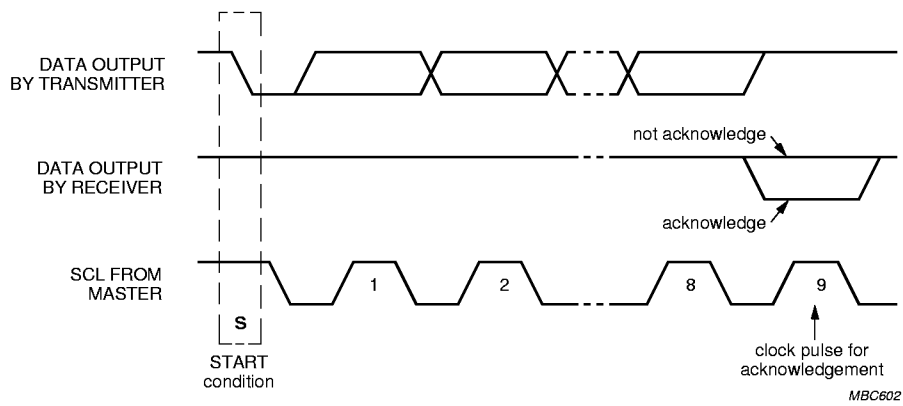 DATA OUTPUT
BY TRANSMITTER
not acknowledge
DATA OUTPUT
BY RECEIVER
acknowledge
SCL FROM
MASTER
1
2
8
9
S
START
condition
clock pulse for
acknowledgement
MBC602